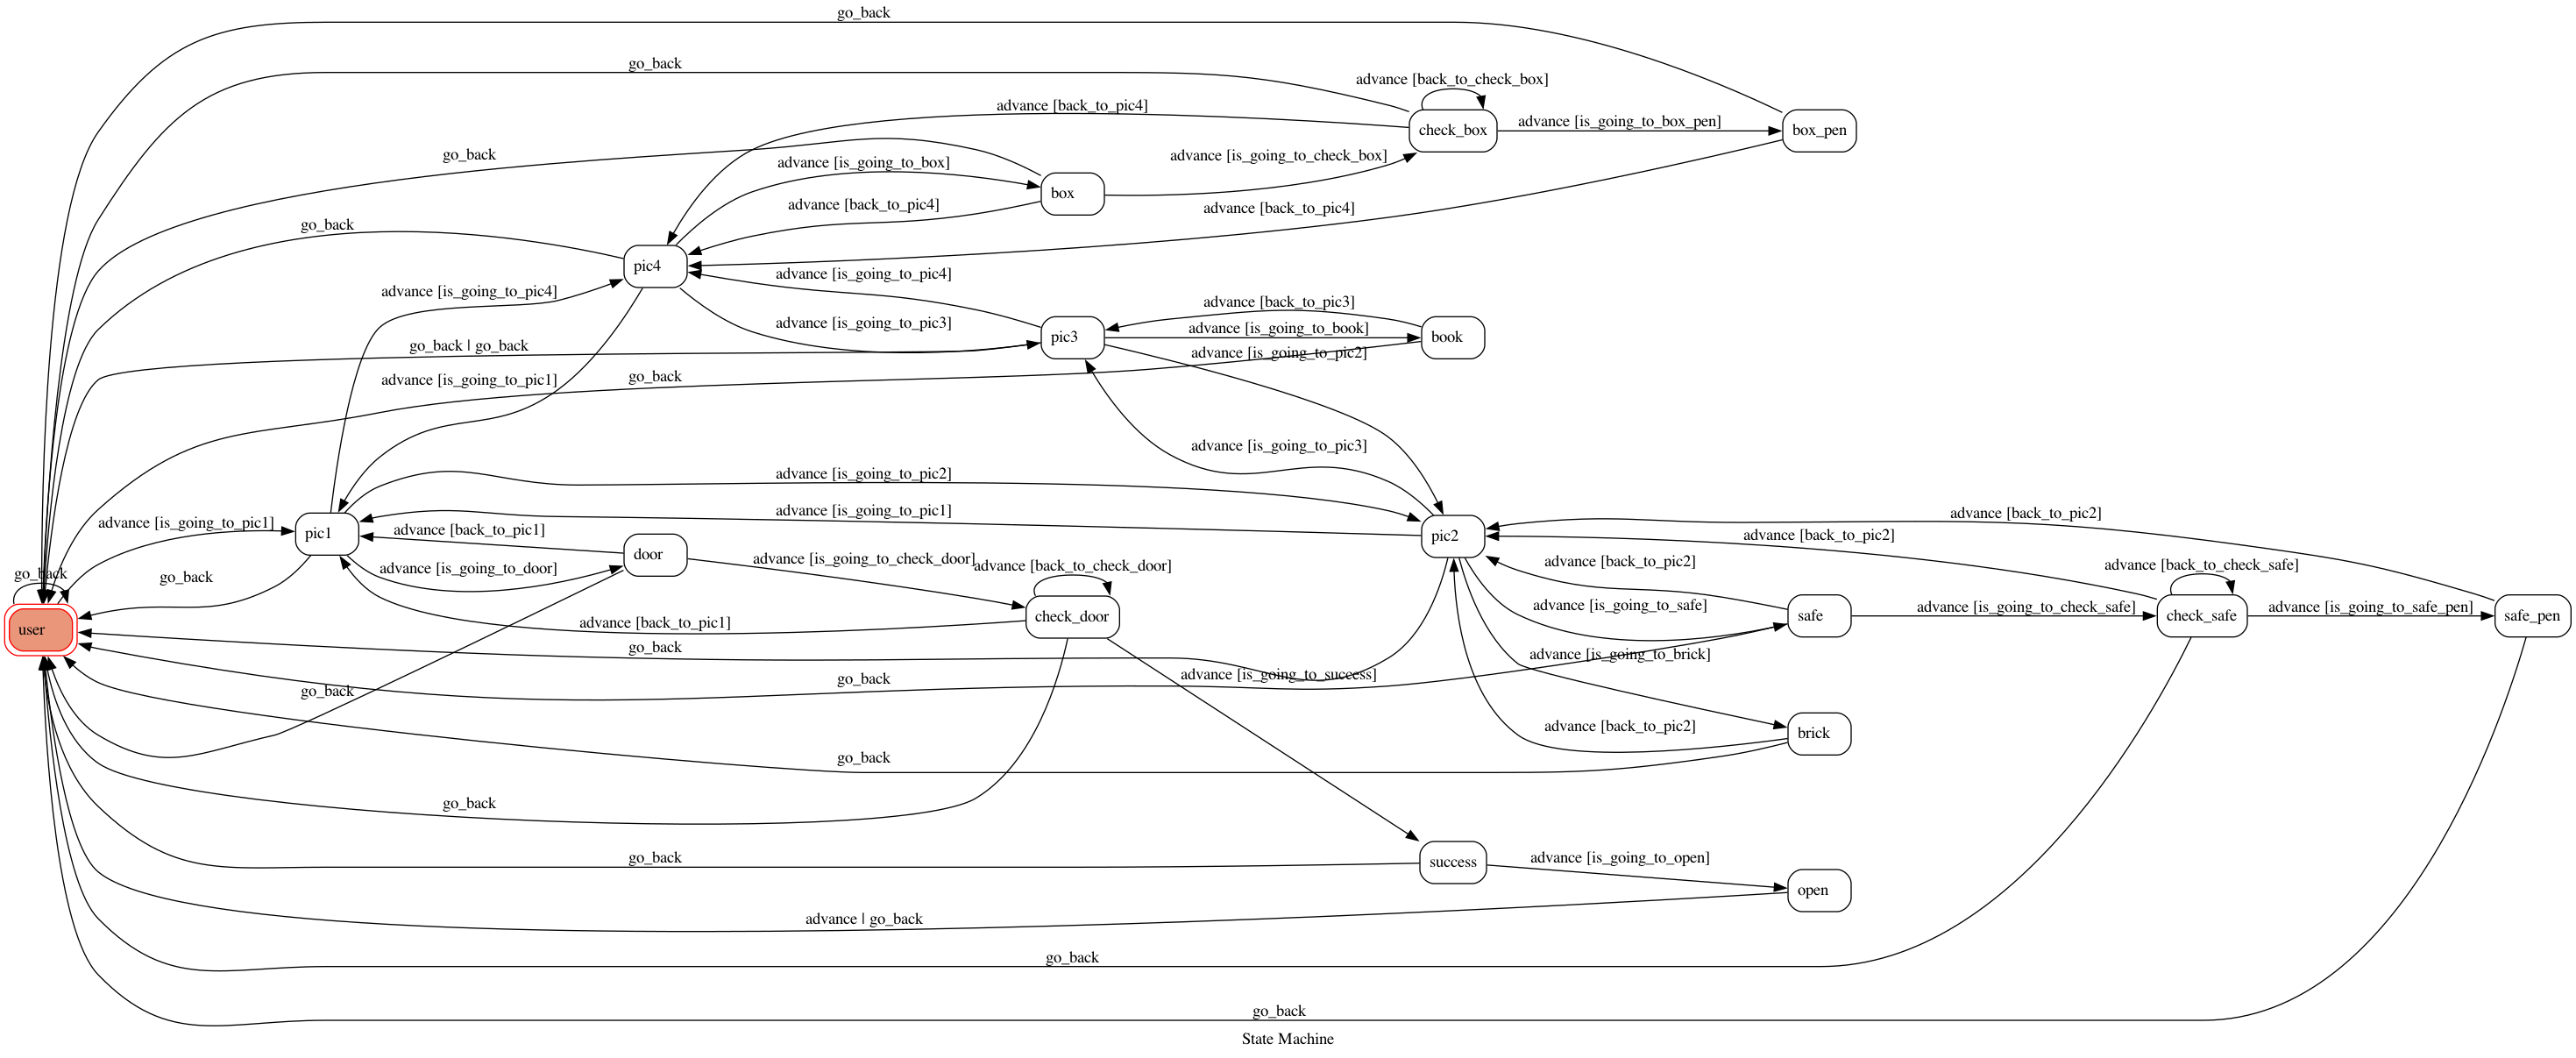 go_back
go_back
advance [back_to_check_box]
advance [back_to_pic4]
check_box
advance [is_going_to_box_pen]
box_pen
go_back
advance [is_going_to_box]
advance [is_going_to_check_box]
box
advance [back_to_pic4]
advance [back_to_pic4]
go_back
pic4
advance [is_going_to_pic4]
advance [is_going_to_pic4]
advance [back_to_pic3]
advance [is_going_to_pic3]
advance [is_going_to_book]
pic3
book
go_back | go_back
advance [is_going_to_pic2]
advance [is_going_to_pic1]
go_back
advance [is_going_to_pic3]
advance [is_going_to_pic2]
advance [is_going_to_pic1]
advance [back_to_pic2]
advance [is_going_to_pic1]
pic1
advance [back_to_pic1]
pic2
advance [back_to_pic2]
door
advance [is_going_to_check_door]
advance [back_to_check_door]
advance [back_to_pic2]
advance [back_to_check_safe]
go_back
go_back
advance [is_going_to_door]
advance [is_going_to_safe]
advance [is_going_to_check_safe]
advance [is_going_to_safe_pen]
check_door
safe
check_safe
safe_pen
user
advance [back_to_pic1]
go_back
advance [is_going_to_brick]
advance [is_going_to_success]
go_back
go_back
advance [back_to_pic2]
brick
go_back
go_back
go_back
success
advance [is_going_to_open]
open
advance | go_back
go_back
go_back
State Machine